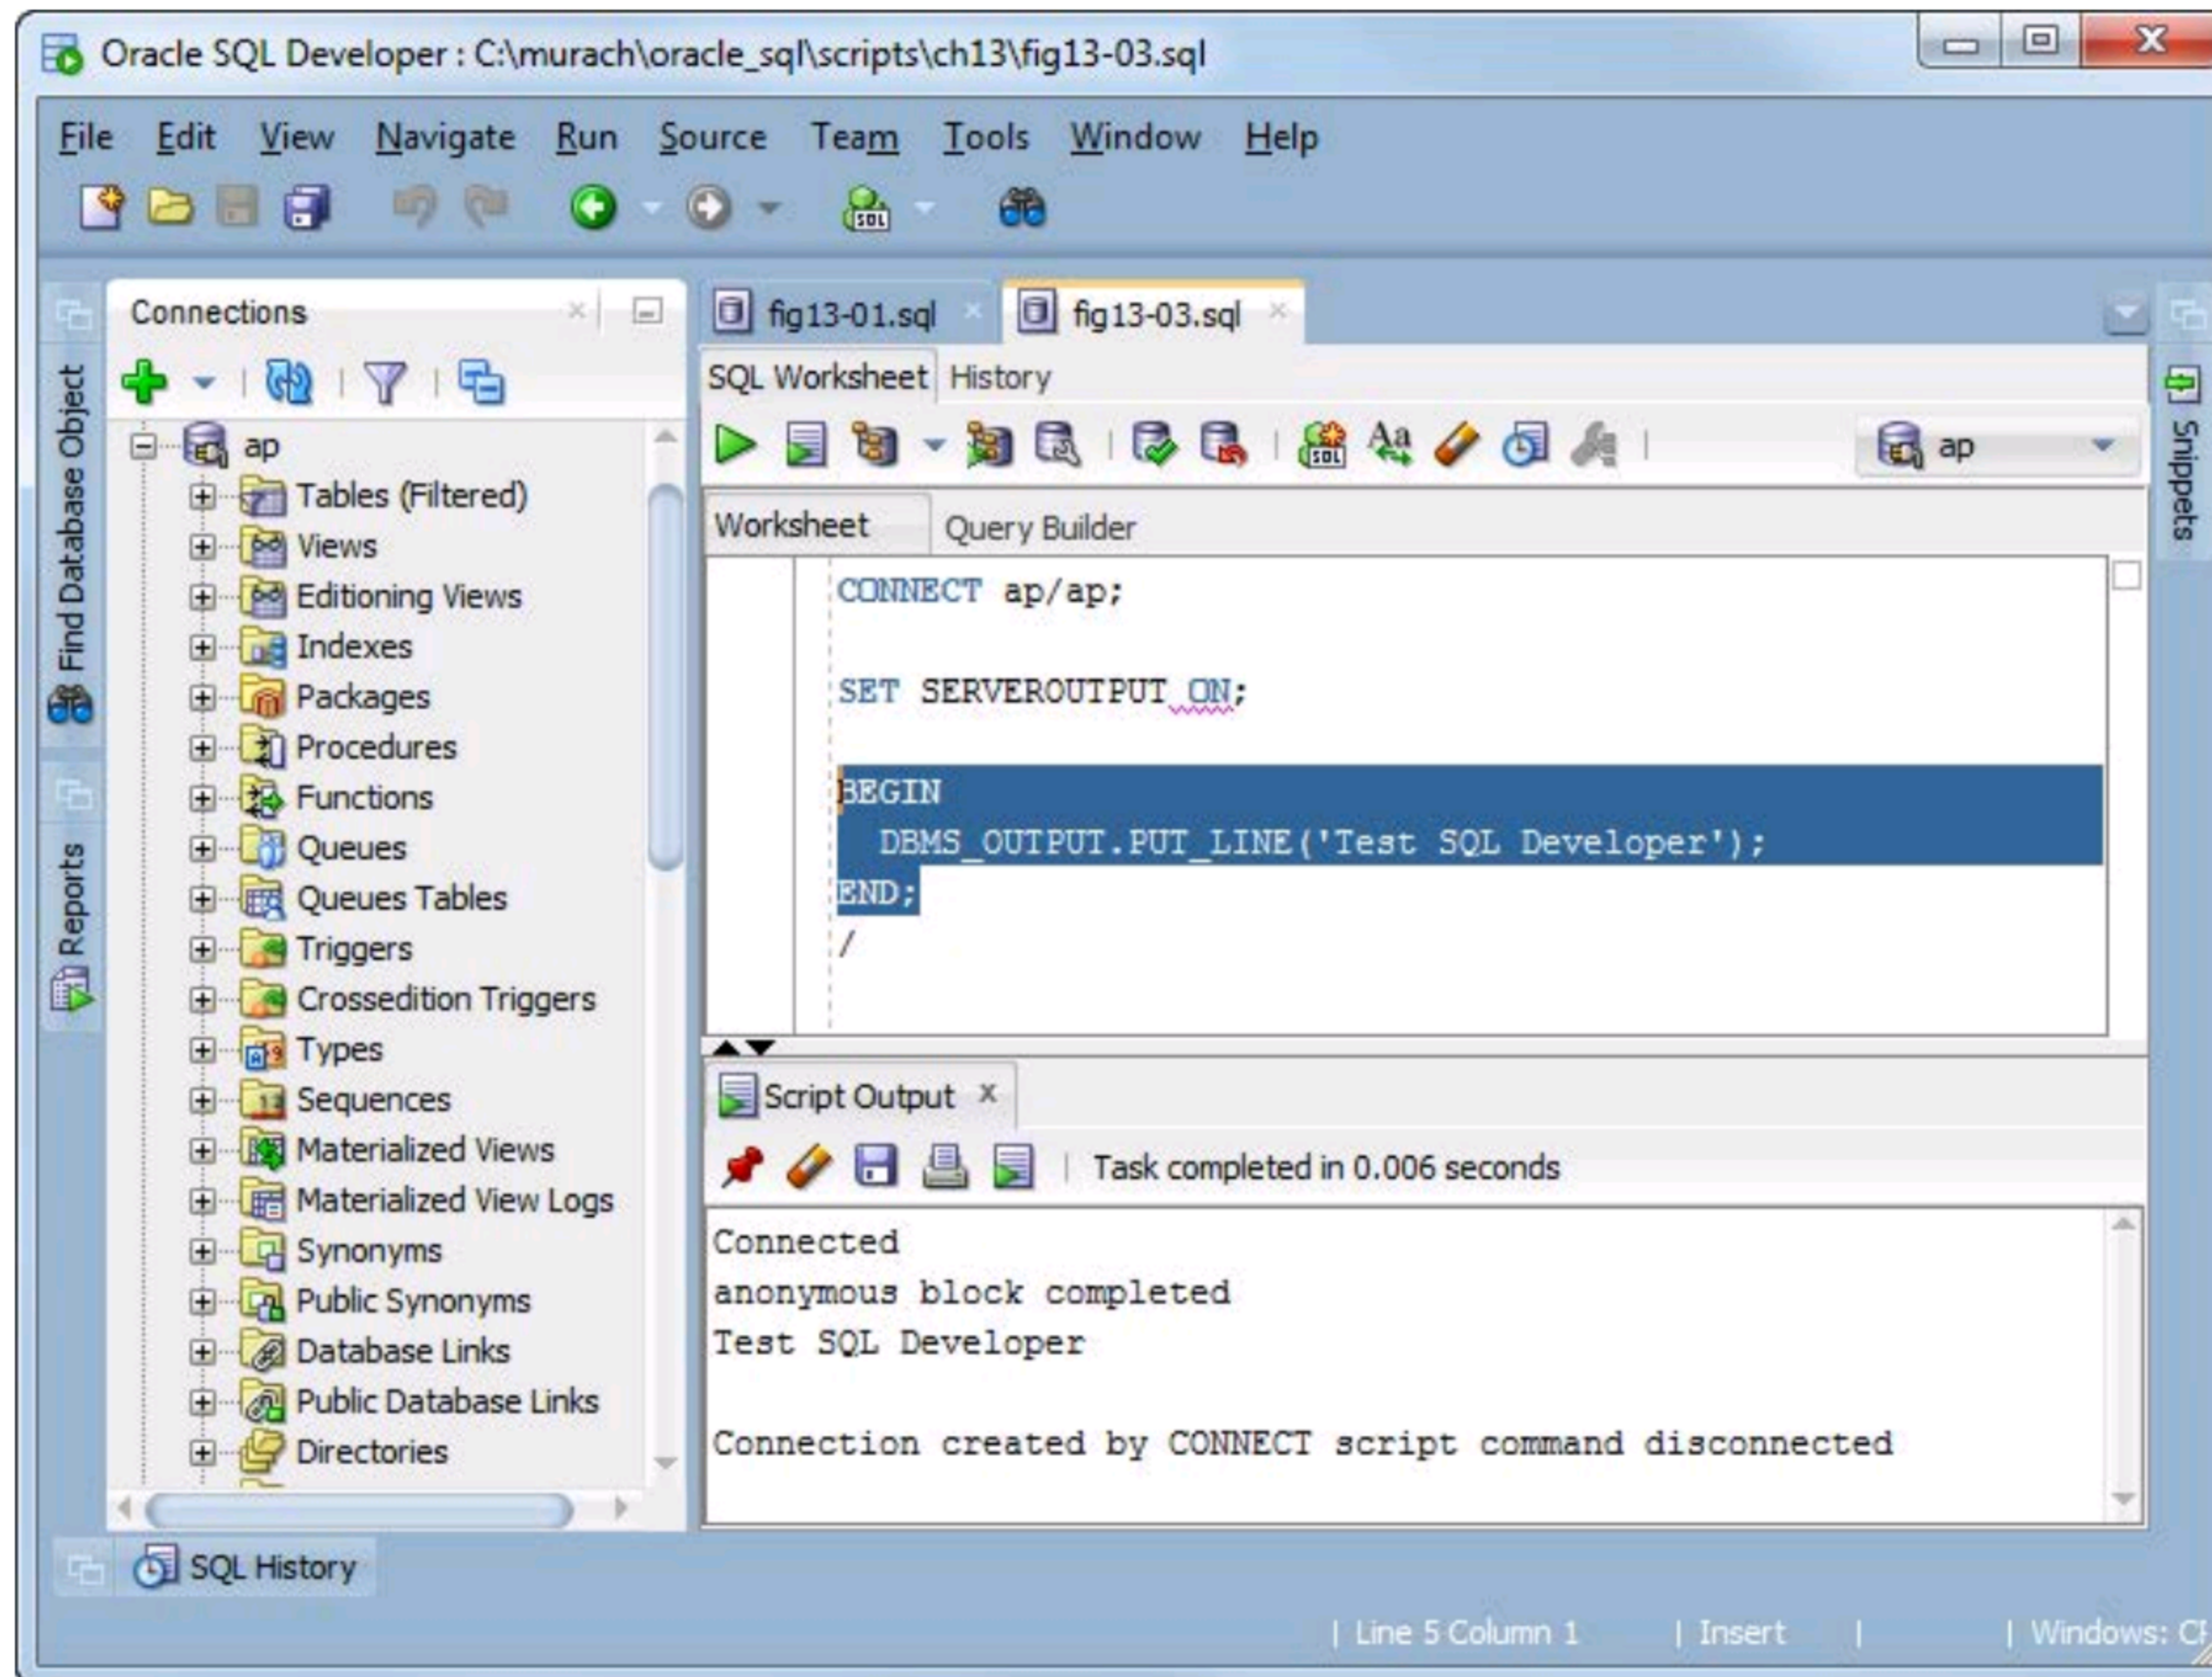 Oracle SQL Developer : C:\murach\oracle_sql\scripts\ch13\fig13-03.sql
File Edit View Navigate Run Source Team Tools Window Help
SQL
Find Database Object
Reports
Connections
ap
Tables (Filtered)
Views
Editioning Views
Indexes
Packages
Procedures
Functions
Queues
Queues Tables
Triggers
Crossedition Triggers
Types
Sequences
Materialized Views
Materialized View Logs
Synonyms
Public Synonyms
Database Links
Public Database Links
Directories
fig13-01.sql fig13-03.sql
SQL Worksheet History
SQL Aa ap
Worksheet Query Builder
CONNECT ap/ap;
SET SERVEROUTPUT ON;
BEGIN
DBMS_OUTPUT.PUT_LINE('Test SQL Developer');
END;
/
Script Output x
Task completed in 0.006 seconds
Connected
anonymous block completed
Test SQL Developer
Connection created by CONNECT script command disconnected
Snippets
SQL History
| Line 5 Column 1 | Insert | | Windows: